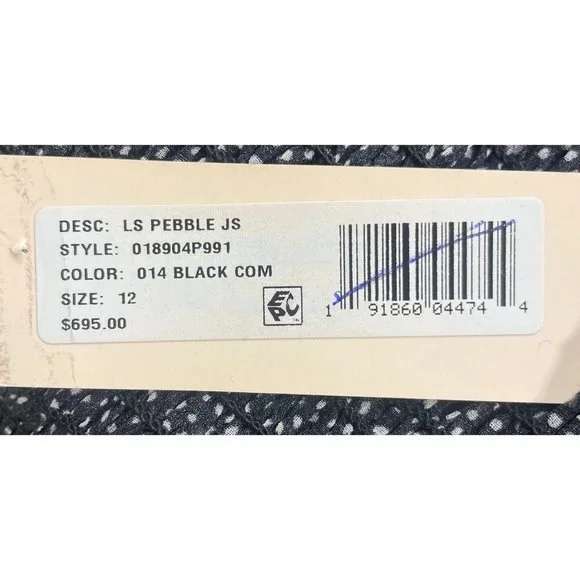 DESC: LS PEBBLE JS
STYLE: 018904P991
COLOR: 014 BLACK COM
SIZE: 12
$695.00
EPC
1 91860 04474 4